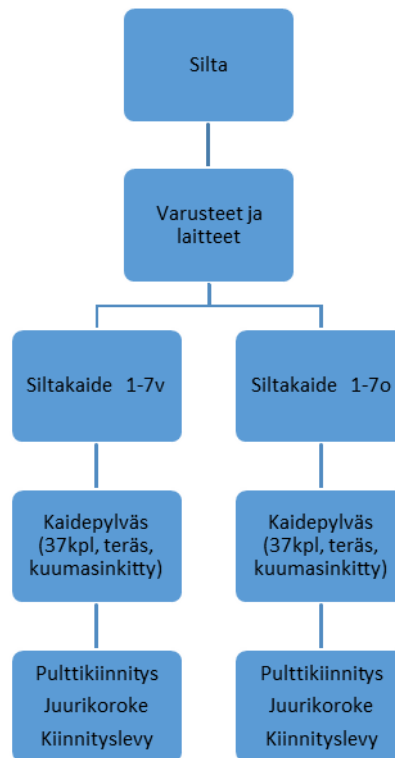 Silta
Varusteet ja
laitteet
Siltakaide 1-7v
Siltakaide 1-7o
Kaidepylväs
(37kpl, teräs,
kuumasinkitty)
Kaidepylväs
(37kpl, teräs,
kuumasinkitty)
Pulttikiinnitys
Juurikoroke
Kiinnityslevy
Pulttikiinnitys
Juurikoroke
Kiinnityslevy